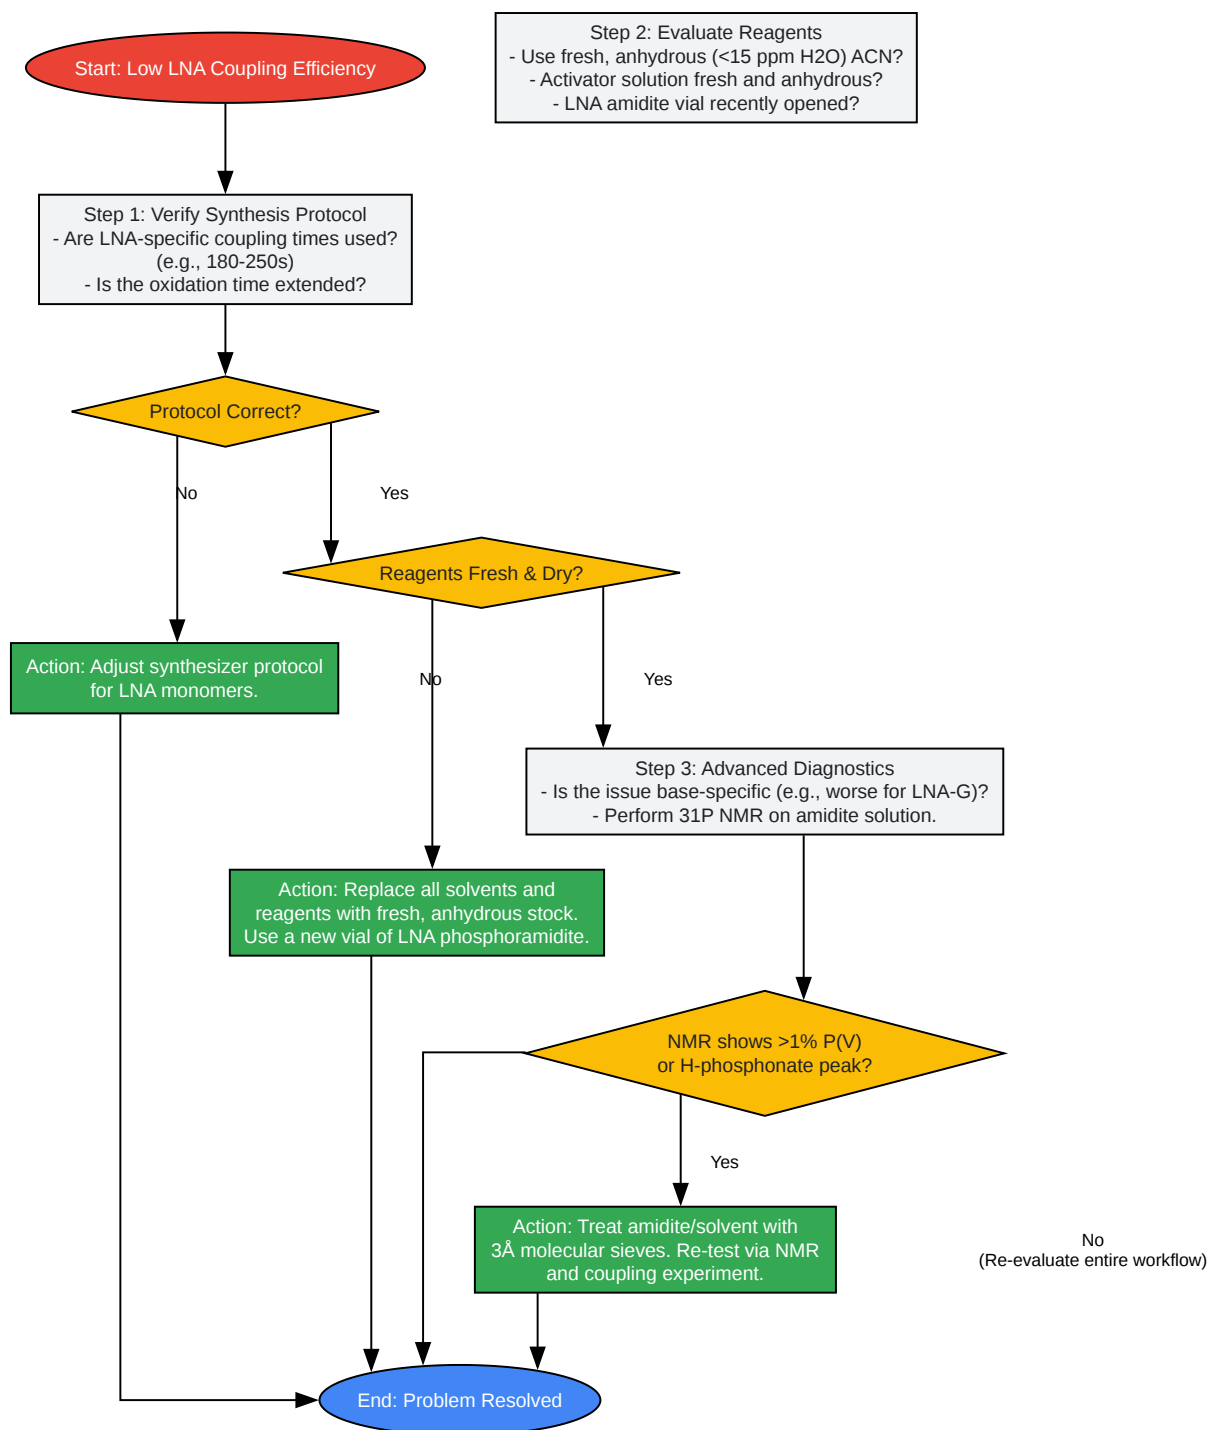 Start: Low LNA Coupling Efficiency
Step 2: Evaluate Reagents
- Use fresh, anhydrous (<15 ppm H2O) ACN?
- Activator solution fresh and anhydrous?
- LNA amidite vial recently opened?
Step 1: Verify Synthesis Protocol
- Are LNA-specific coupling times used?
(e.g., 180-250s)
- Is the oxidation time extended?
Protocol Correct?
No
Yes
Reagents Fresh & Dry?
Action: Adjust synthesizer protocol
for LNA monomers.
No
Yes
Step 3: Advanced Diagnostics
- Is the issue base-specific (e.g., worse for LNA-G)?
- Perform 31P NMR on amidite solution.
Action: Replace all solvents and
reagents with fresh, anhydrous stock.
Use a new vial of LNA phosphoramidite.
NMR shows >1% P(V)
or H-phosphonate peak?
Yes
Action: Treat amidite/solvent with
3Å molecular sieves. Re-test via NMR
and coupling experiment.
No
(Re-evaluate entire workflow)
End: Problem Resolved